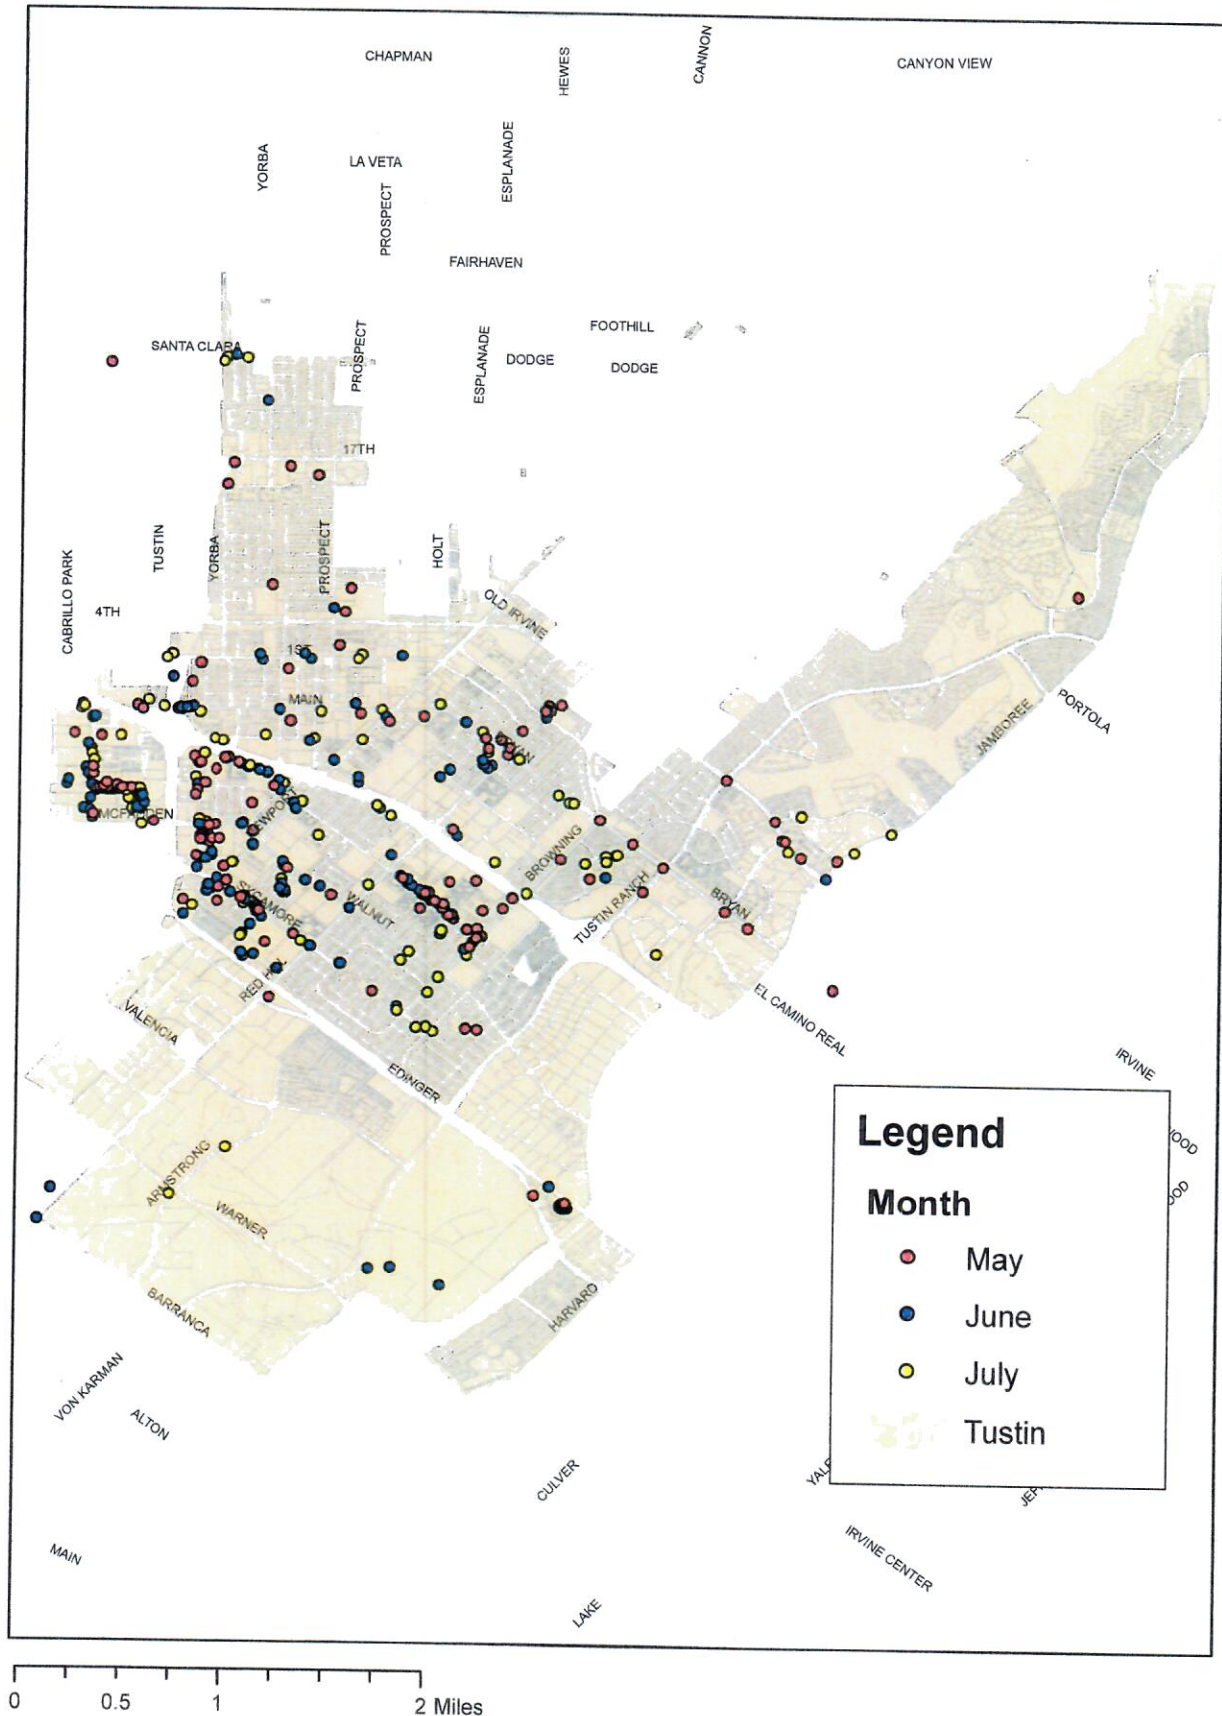 CHAPMAN
HEWES
CANNON
CANYON VIEW
YORBA
LA VETA
PROSPECT
ESPLANADE
FAIRHAVEN
SANTA CLARA
PROSPECT
ESPLANADE
FOOTHILL
DODGE
DODGE
17TH
CABRILLO PARK
TUSTIN
YORBA
PROSPECT
HOLT
4TH
OLD IRVINE
1ST
MAIN
BRYAN
JAMBOREE
PORTOLA
MCFADDEN
NEWPORT
BROWNING
SYCAMORE
WALNUT
TUSTIN RANCH
BRYAN
RED HILL
VALENCIA
EL CAMINO REAL
IRVINE
EDINGER
ARMSTRONG
WARNER
BARRANCA
HARVARD
VON KARMAN
ALTON
CULVER
MAIN
LAKE
IRVINE CENTER
Legend
Month
May
June
July
Tustin
0 0.5 1 2 Miles